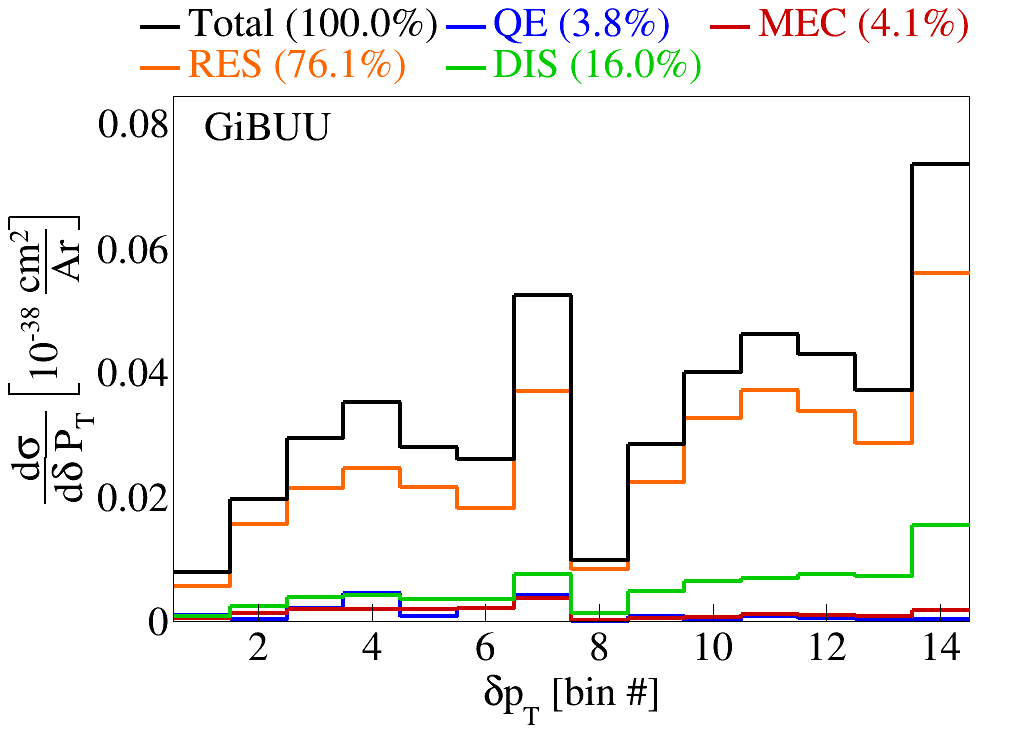 Total (100.0%) QE (3.8%) MEC (4.1%)
RES (76.1%) DIS (16.0%)
GiBUU
0.08
0.06
0.04
0.02
0
dσ/dδ P_T [10^-38 cm^2/Ar]
2 4 6 8 10 12 14
δp_T [bin #]